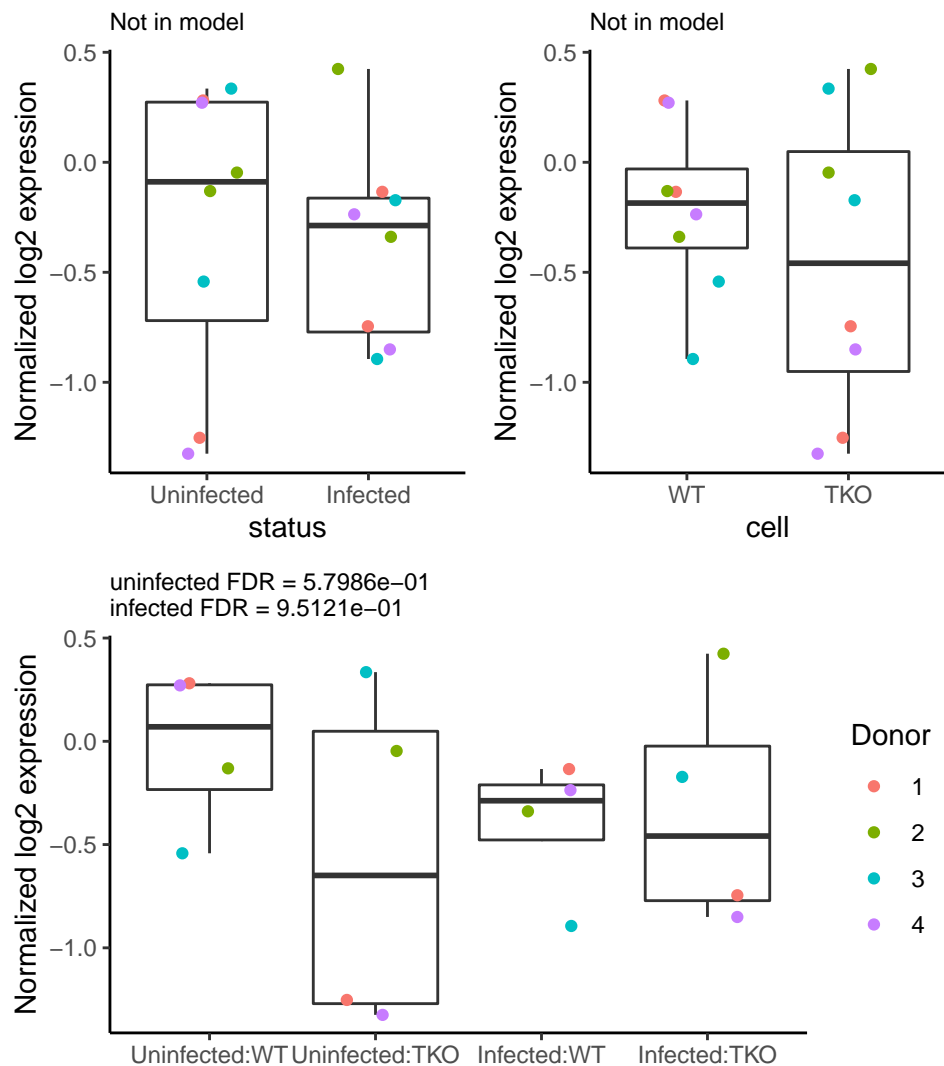 Not in model
0.5
0.0
−0.5
−1.0
Normalized log2 expression
Uninfected
Infected
status
Not in model
0.5
0.0
−0.5
−1.0
Normalized log2 expression
WT
TKO
cell
uninfected FDR = 5.7986e−01
infected FDR = 9.5121e−01
0.5
0.0
−0.5
−1.0
Normalized log2 expression
Uninfected:WT
Uninfected:TKO
Infected:WT
Infected:TKO
Donor
1
2
3
4